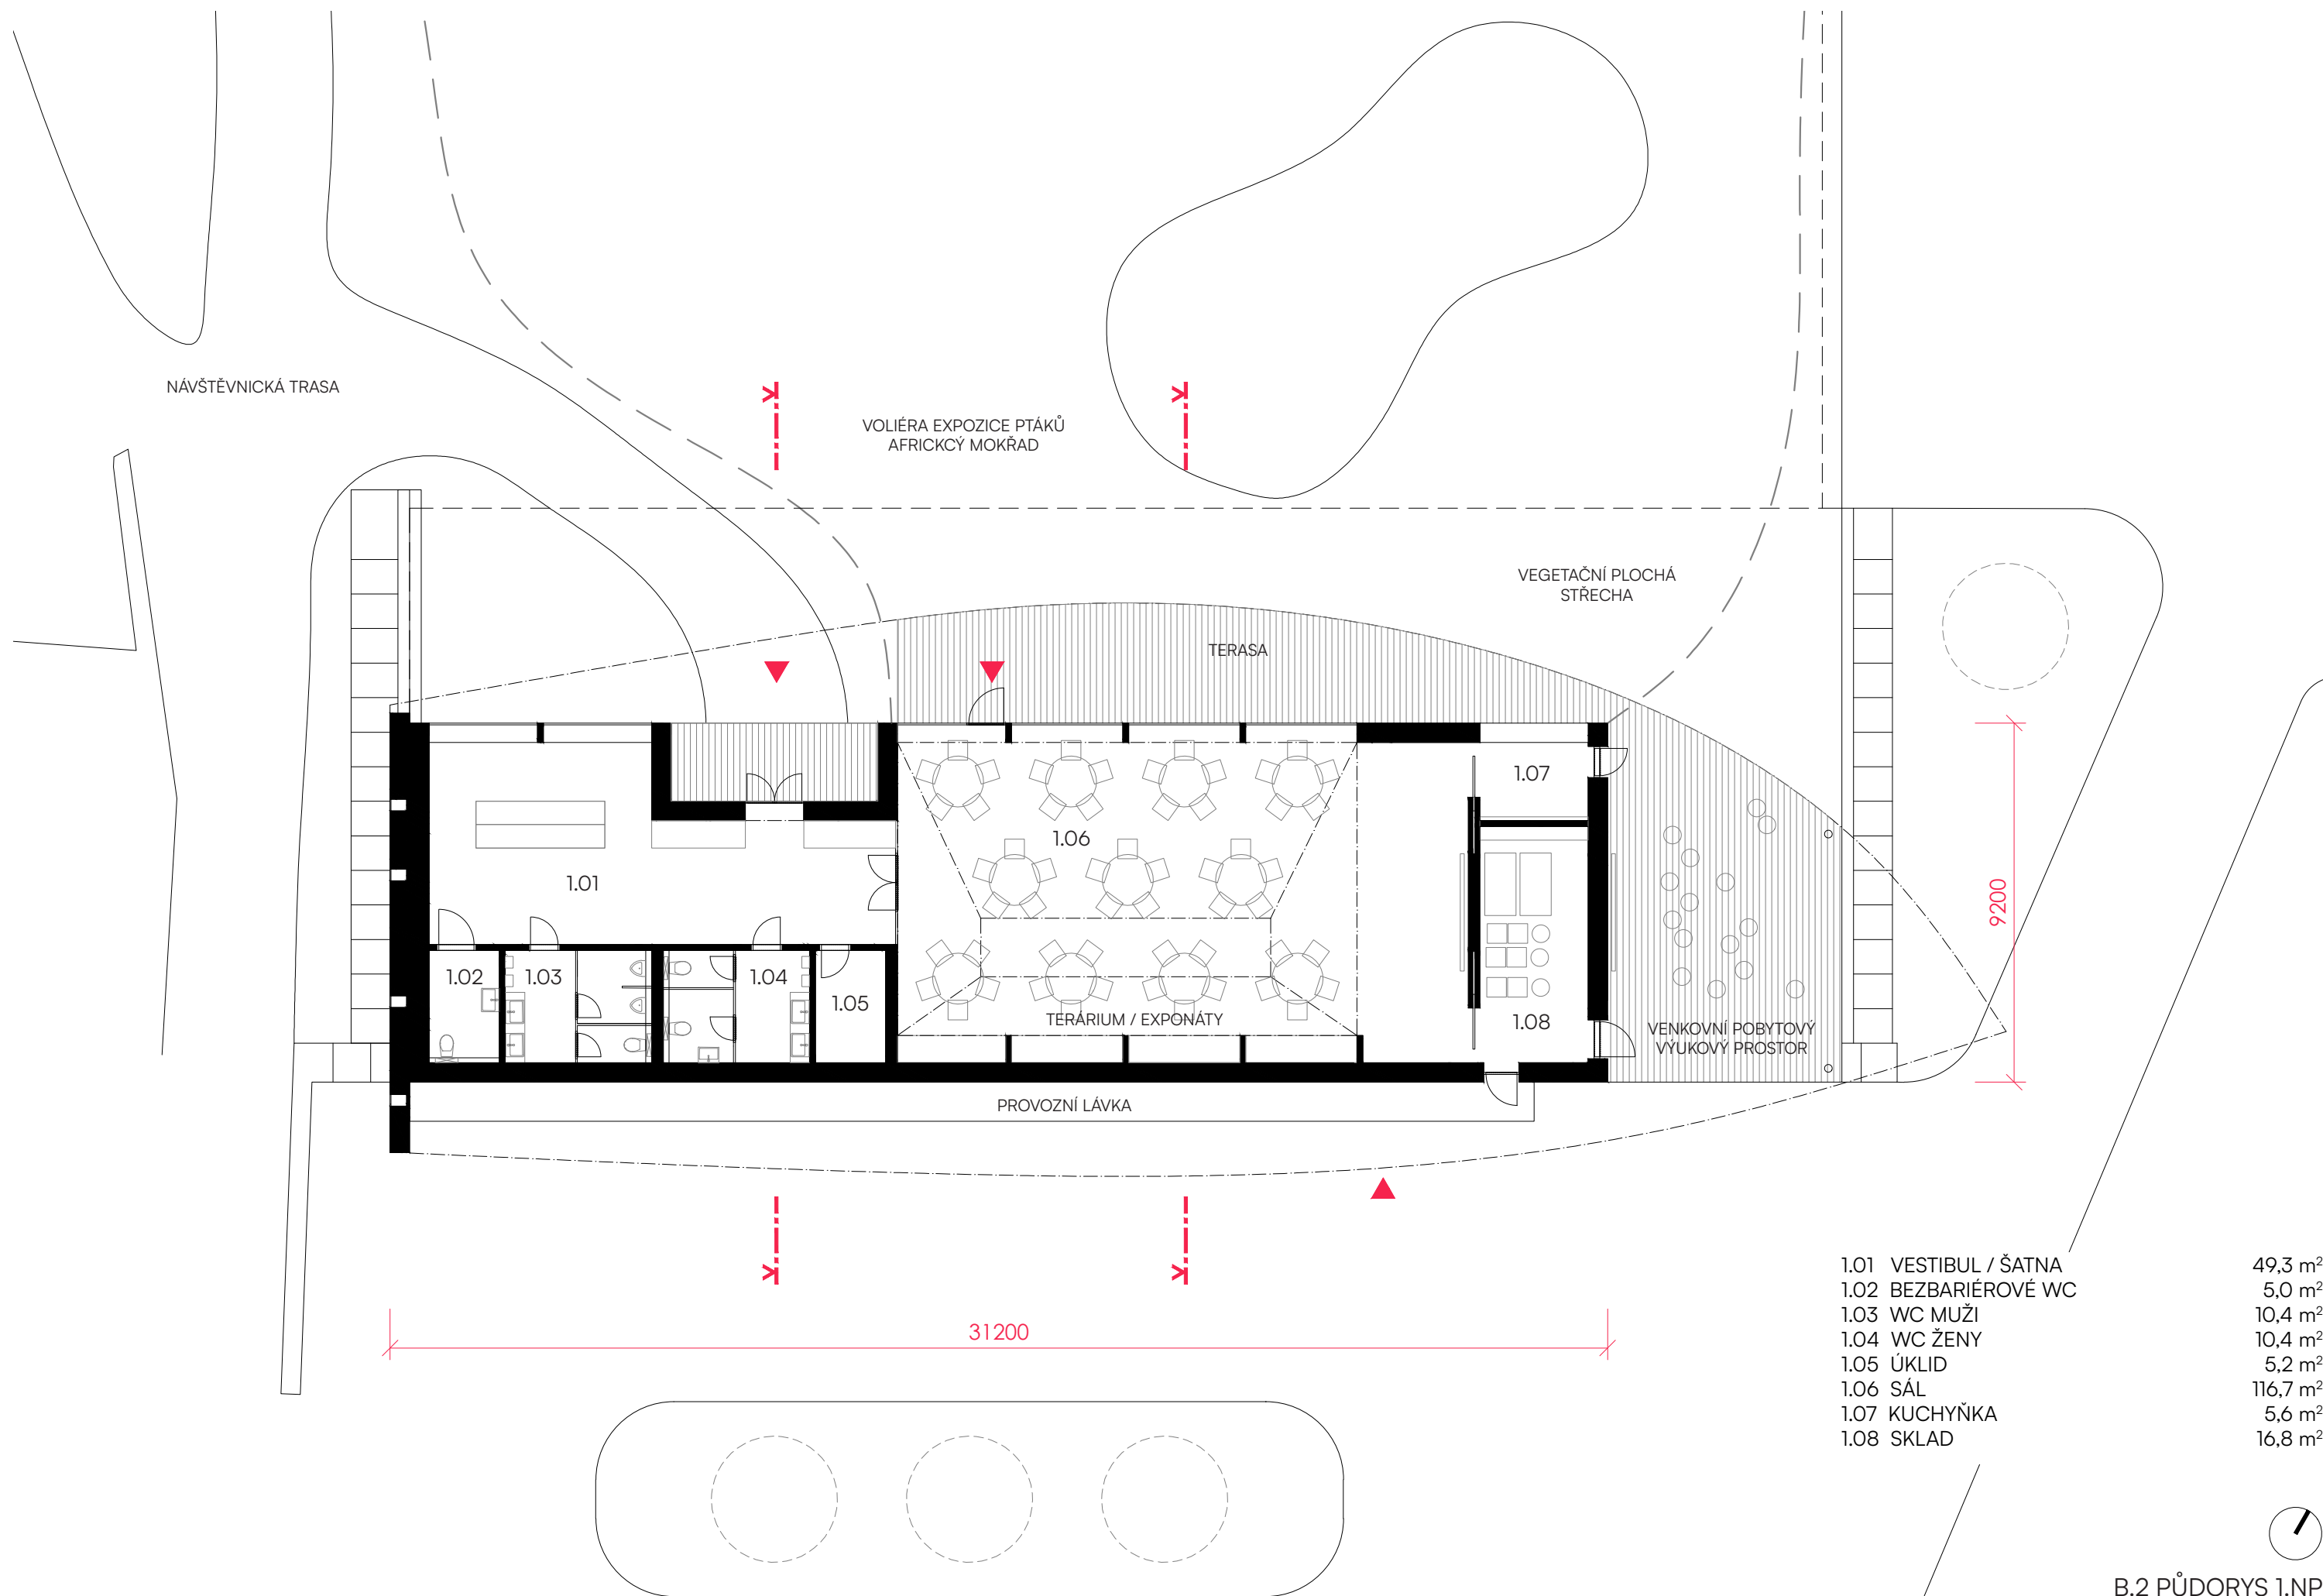 NÁVŠTĚVNICKÁ TRASA
VOLIÉRA EXPOZICE PTÁKŮ
AFRICKCÝ MOKŘAD
VEGETAČNÍ PLOCHÁ
STŘECHA
TERASA
1.07
1.06
1.01
9200
1.02
1.03
1.04
1.05
TERÁRIUM / EXPONÁTY
1.08
VENKOVNÍ POBYTOVÝ
VÝUKOVÝ PROSTOR
PROVOZNÍ LÁVKA
31200
1.01 VESTIBUL / ŠATNA 49,3 m²
1.02 BEZBARIÉROVÉ WC 5,0 m²
1.03 WC MUŽI 10,4 m²
1.04 WC ŽENY 10,4 m²
1.05 ÚKLID 5,2 m²
1.06 SÁL 116,7 m²
1.07 KUCHYŇKA 5,6 m²
1.08 SKLAD 16,8 m²
B.2 PŮDORYS 1.NP